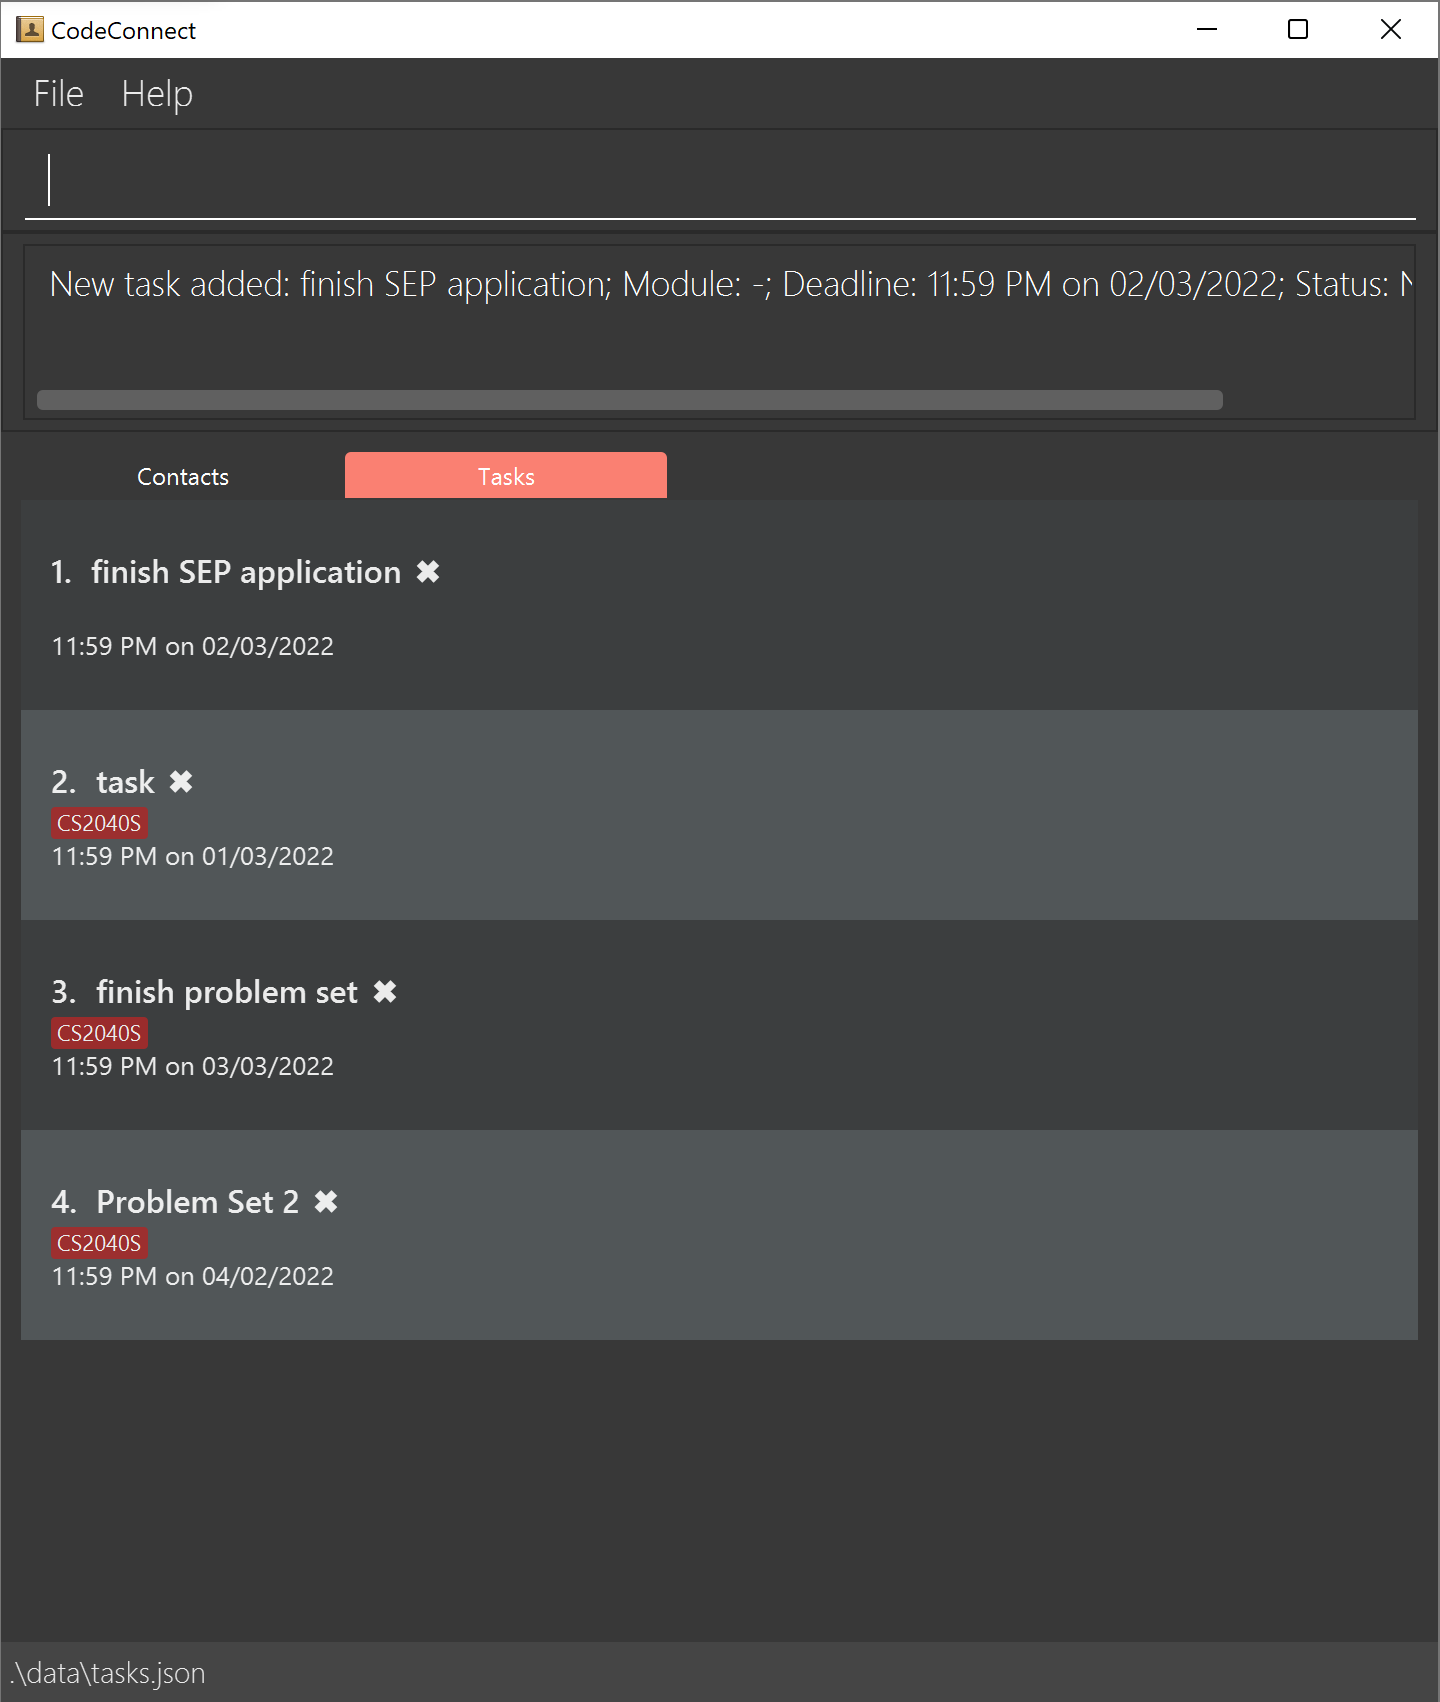 CodeConnect
File Help
New task added: finish SEP application; Module: -; Deadline: 11:59 PM on 02/03/2022; Status:
Contacts Tasks
1. finish SEP application ✖
11:59 PM on 02/03/2022
2. task ✖
CS2040S
11:59 PM on 01/03/2022
3. finish problem set ✖
CS2040S
11:59 PM on 03/03/2022
4. Problem Set 2 ✖
CS2040S
11:59 PM on 04/02/2022
.\data\tasks.json